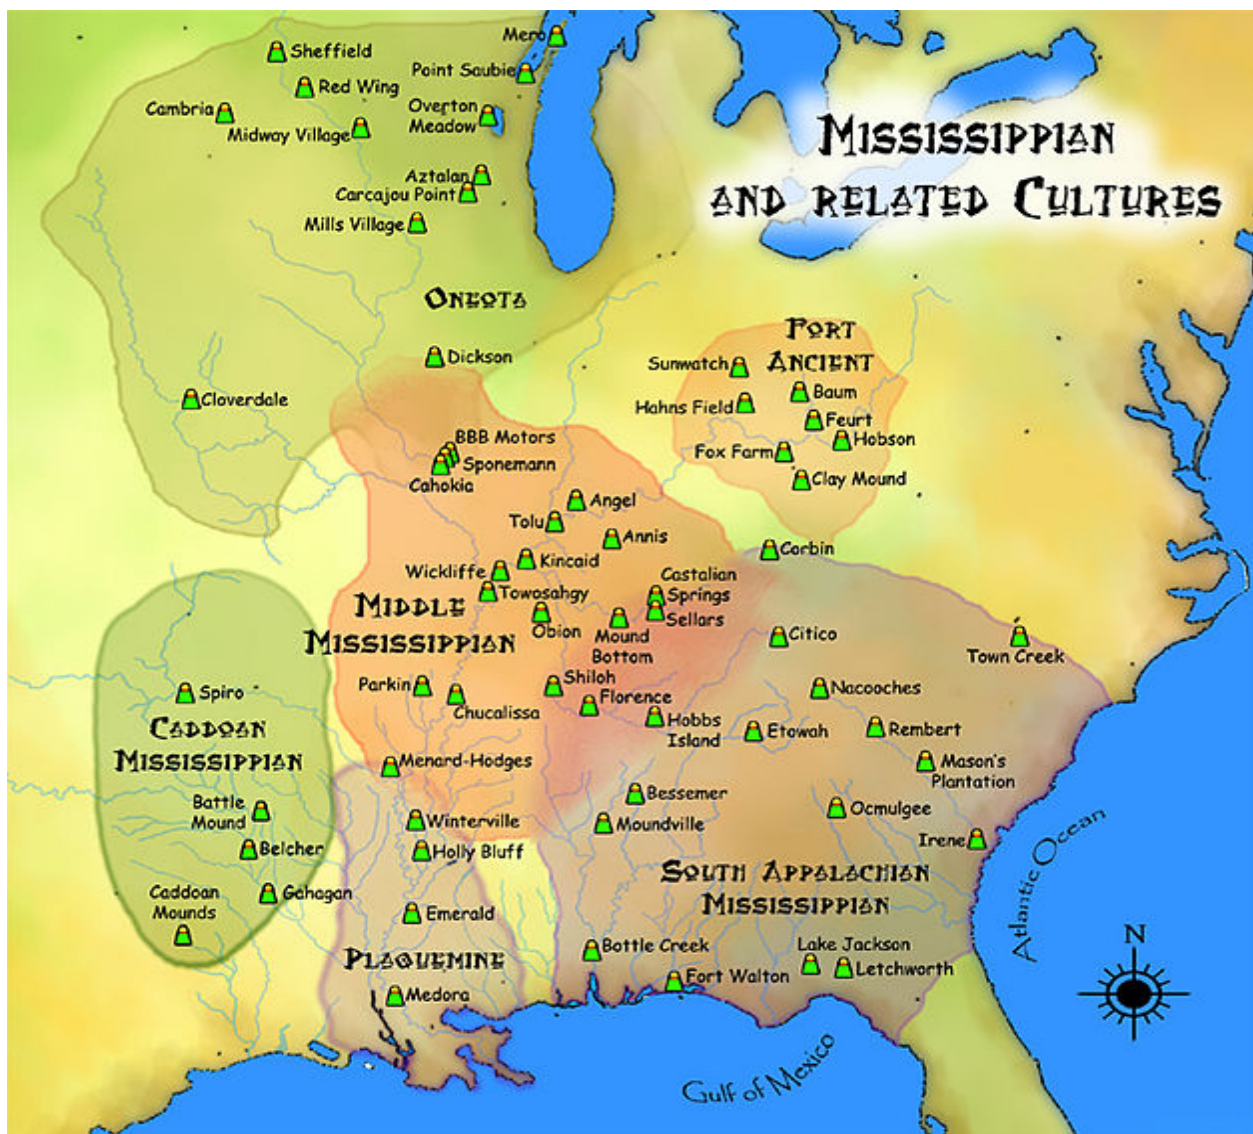 Mero
Sheffield
Point Saubie
Red Wing
Cambria
Overton
Meadow
Midway Village
MISSISSIPPIAN
AND RELATED CULTURES
Aztalan
Carcajou Point
Mills Village
ONEOTA
Dickson
FORT
ANCIENT
Sunwatch
Baum
Hahns Field
Feurt
Hobson
Fox Farm
Clay Mound
Cloverdale
BBB Motors
Sponemann
Cahokia
Angel
Tolu
Annis
Corbin
Kincaid
Wickliffe
Castalian
Springs
Towosahgy
Sellars
MIDDLE
MISSISSIPPIAN
Obion
Mound
Bottom
Citico
Town Creek
Parkin
Shiloh
Nacooches
Spiro
Florence
Chucalissa
Hobbs
Island
Etowah
Rembert
CADDOAN
MISSISSIPPIAN
Menard-Hodges
Mason's
Plantation
Battle
Mound
Bessemer
Ocmulgee
Winterville
Moundville
Irene
Belcher
Holly Bluff
Atlantic Ocean
SOUTH APPALACHIAN
MISSISSIPPIAN
Caddoan
Mounds
Gahagan
Emerald
PLAQUEMINE
Bottle Creek
Lake Jackson
Letchworth
Fort Walton
N
Medora
Gulf of Mexico